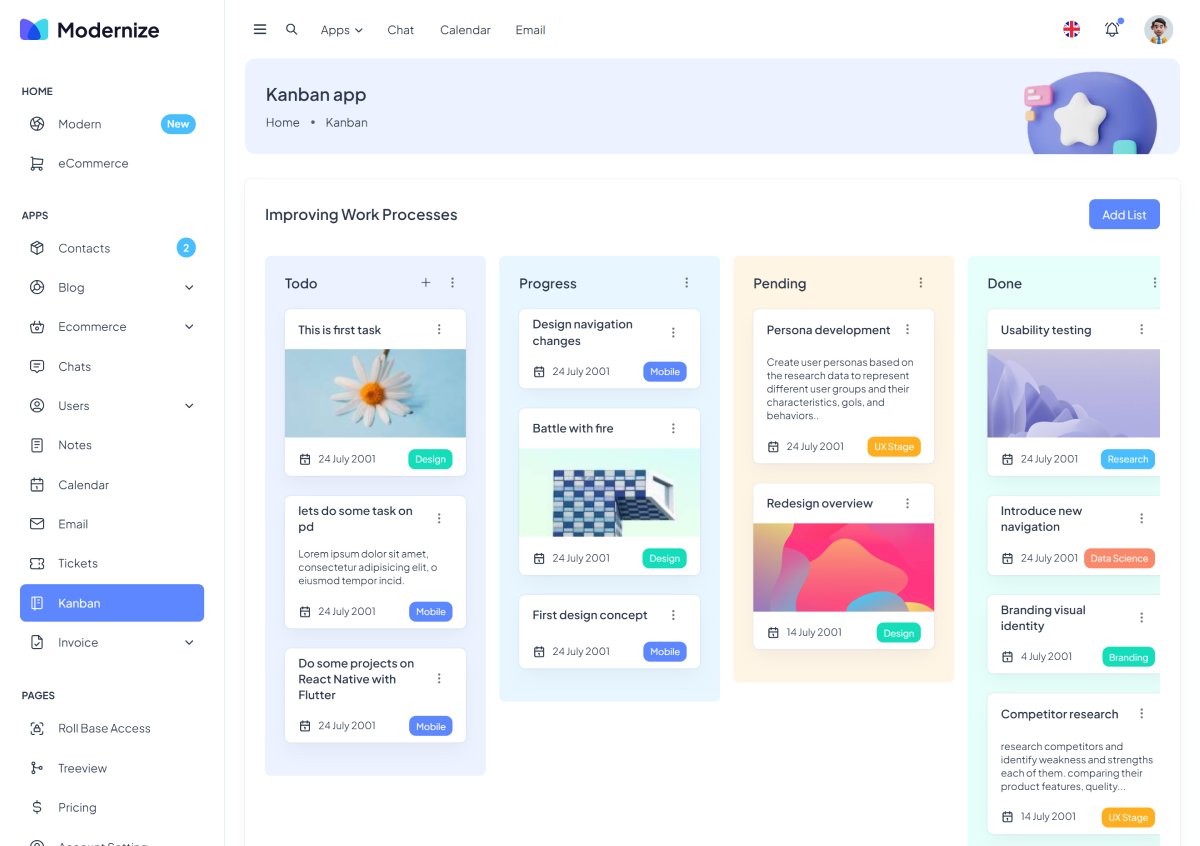 Modernize
Apps
Chat
Calendar
Email
HOME
Modern
New
eCommerce
APPS
Contacts
2
Blog
Ecommerce
Chats
Users
Notes
Calendar
Email
Tickets
Kanban
Invoice
PAGES
Roll Base Access
Treeview
Pricing
Account Setting
Kanban app
Home • Kanban
Improving Work Processes
Add List
Todo
This is first task
24 July 2001
Design
lets do some task on
pd
Lorem ipsum dolor sit amet,
consectetur adipisicing elit, o
eiusmod tempor incid.
24 July 2001
Mobile
Do some projects on
React Native with
Flutter
24 July 2001
Mobile
Progress
Design navigation
changes
24 July 2001
Mobile
Battle with fire
24 July 2001
Design
First design concept
24 July 2001
Mobile
Pending
Persona development
Create user personas based on
the research data to represent
different user groups and their
characteristics, gols, and
behaviors..
24 July 2001
UX Stage
Redesign overview
14 July 2001
Design
Done
Usability testing
24 July 2001
Research
Introduce new
navigation
24 July 2001
Data Science
Branding visual
identity
4 July 2001
Branding
Competitor research
research competitors and
identify weakness and strengths
each of them. comparing their
product features, quelity...
14 July 2001
UX Stage